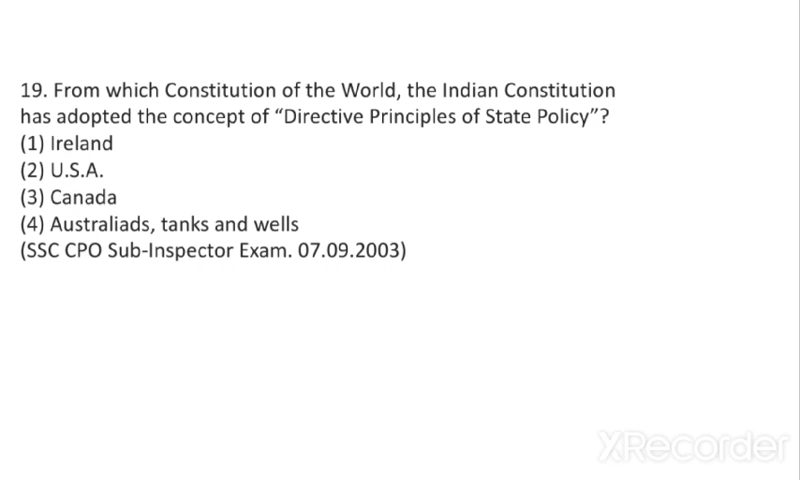 19. From which Constitution of the World, the Indian Constitution
has adopted the concept of “Directive Principles of State Policy”?
(1) Ireland
(2) U.S.A.
(3) Canada
(4) Australiads, tanks and wells
(SSC CPO Sub-Inspector Exam. 07.09.2003)
XRecorder